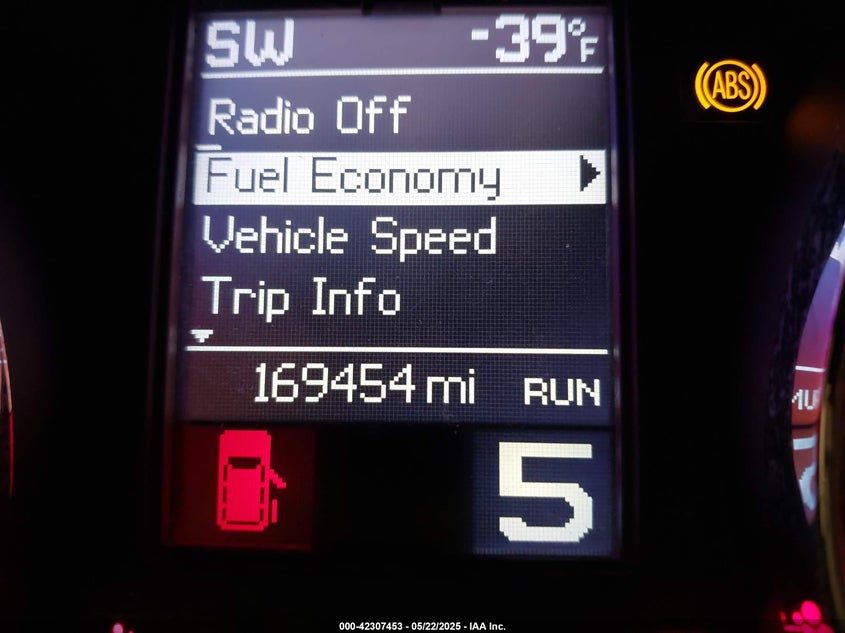 SW -39°F
ABS
Radio Off
Fuel Economy
Vehicle Speed
Trip Info
169454 mi RUN
5
000-42307453 - 05/22/2025 - IAA Inc.